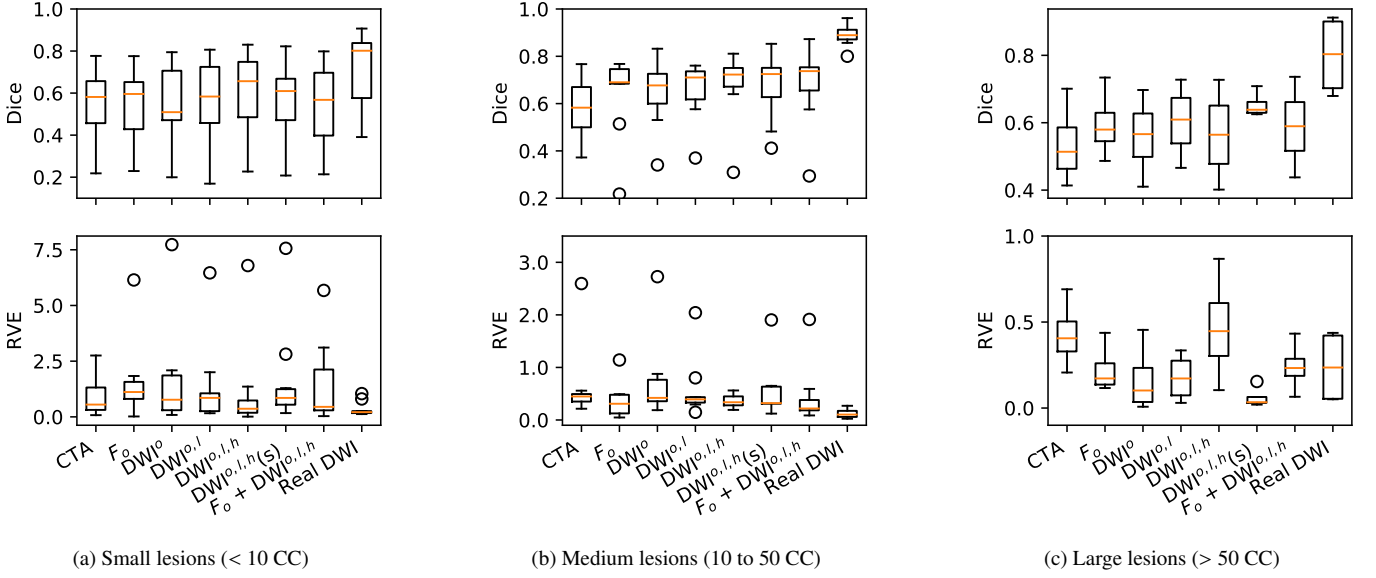 1.0
0.8
0.6
0.4
0.2
Dice
7.5
5.0
2.5
0.0
RVE
CTA
Fₒ
DWIᵒ
DWIᵒ,ˡ
DWIᵒ,ˡ,ʰ
DWIᵒ,ˡ,ʰ(S)
Fₒ + DWIᵒ,ˡ,ʰ
Real DWI
(a) Small lesions (< 10 CC)
1.0
0.8
0.6
0.4
0.2
Dice
3.0
2.0
1.0
0.0
RVE
CTA
Fₒ
DWIᵒ
DWIᵒ,ˡ
DWIᵒ,ˡ,ʰ
DWIᵒ,ˡ,ʰ(S)
Fₒ + DWIᵒ,ˡ,ʰ
Real DWI
(b) Medium lesions (10 to 50 CC)
0.8
0.6
0.4
Dice
1.0
0.5
0.0
RVE
CTA
Fₒ
DWIᵒ
DWIᵒ,ˡ
DWIᵒ,ˡ,ʰ
DWIᵒ,ˡ,ʰ(S)
Fₒ + DWIᵒ,ˡ,ʰ
Real DWI
(c) Large lesions (> 50 CC)